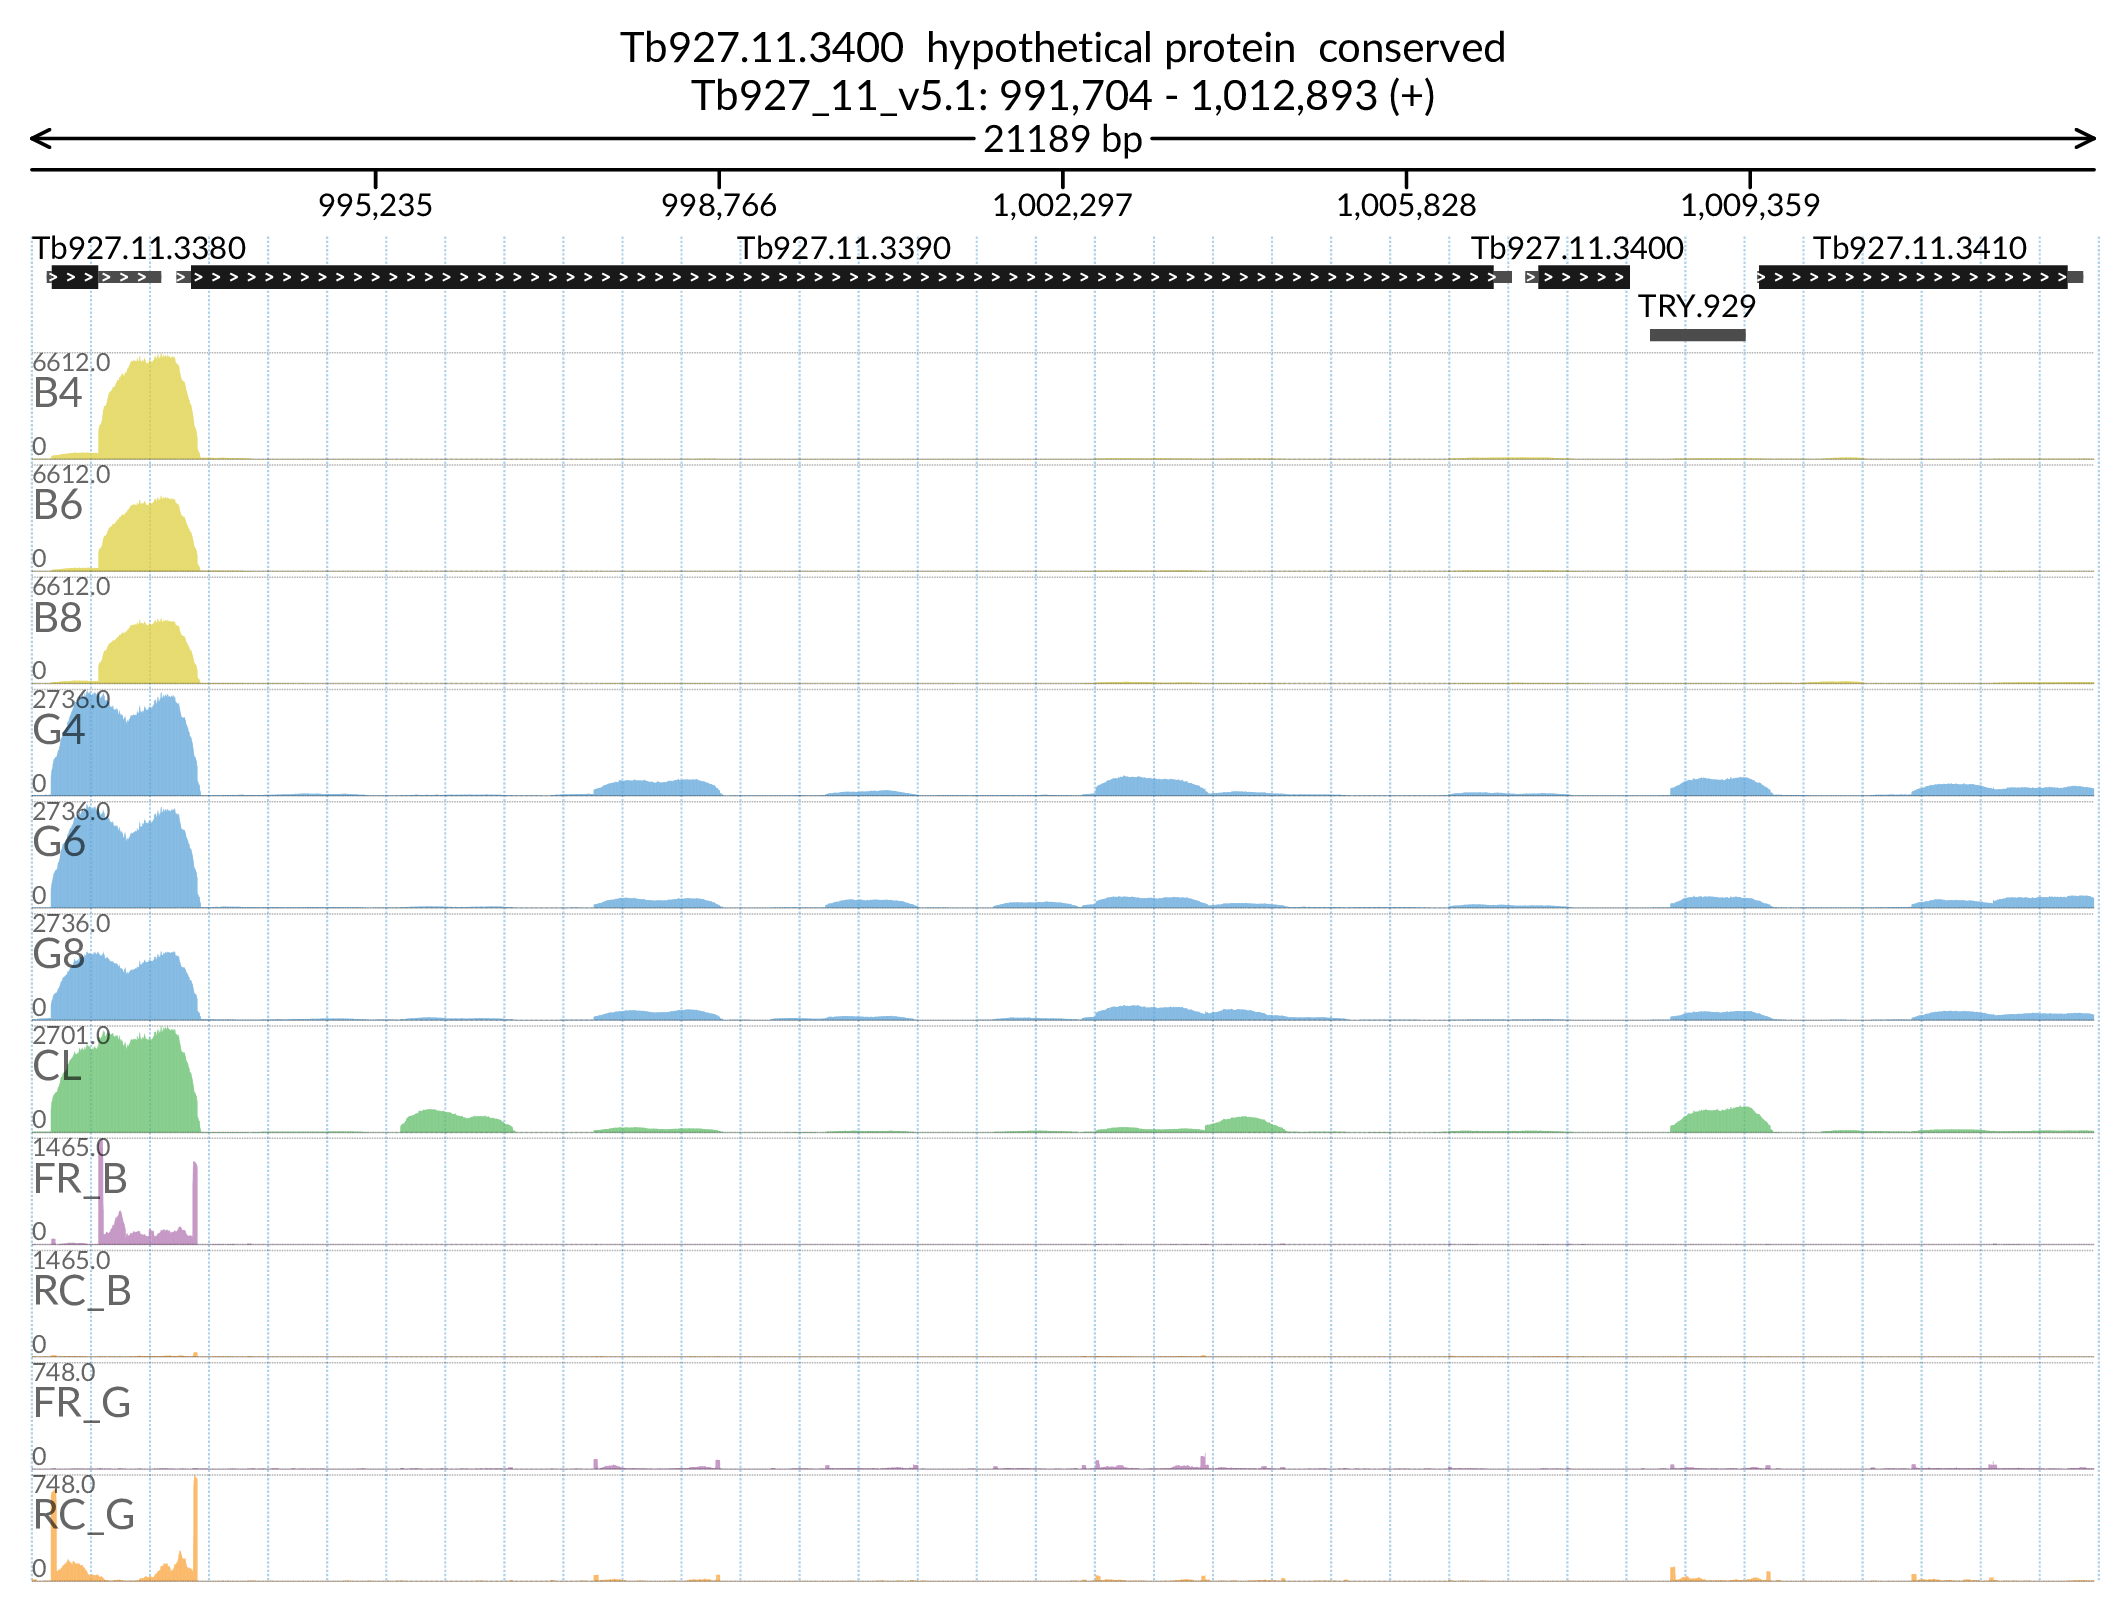 Tb927.11.3400  hypothetical protein  conserved
Tb927_11_v5.1: 991,704 - 1,012,893 (+)
21189 bp
995,235 998,766 1,002,297 1,005,828 1,009,359
Tb927.11.3380 Tb927.11.3390 Tb927.11.3400 Tb927.11.3410
TRY.929
6612.0
B4
0
6612.0
B6
0
6612.0
B8
0
2736.0
G4
0
2736.0
G6
0
2736.0
G8
0
2701.0
CL
0
1465.0
FR_B
0
1465.0
RC_B
0
748.0
FR_G
0
748.0
RC_G
0